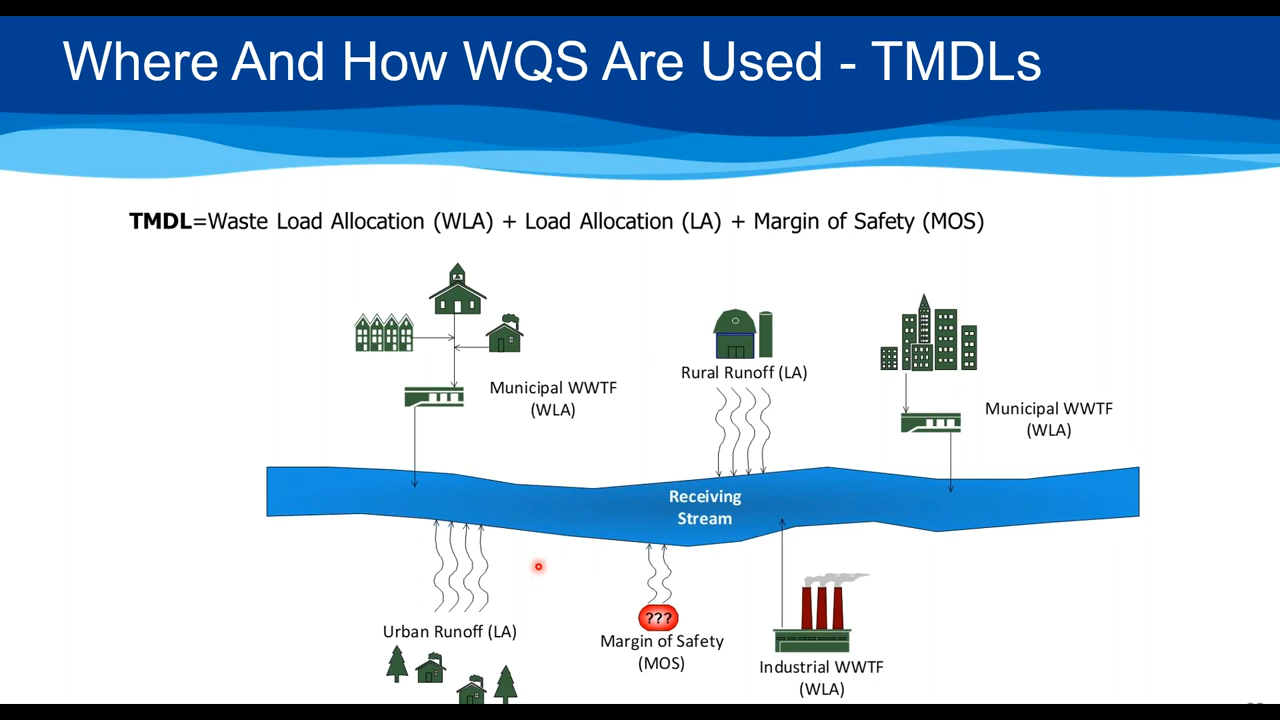 Where And How WQS Are Used - TMDLs
TMDL=Waste Load Allocation (WLA) + Load Allocation (LA) + Margin of Safety (MOS)
Rural Runoff (LA)
Municipal WWTF
(WLA)
Municipal WWTF
(WLA)
Receiving
Stream
???
Urban Runoff (LA)
Margin of Safety
(MOS)
Industrial WWTF
(WLA)